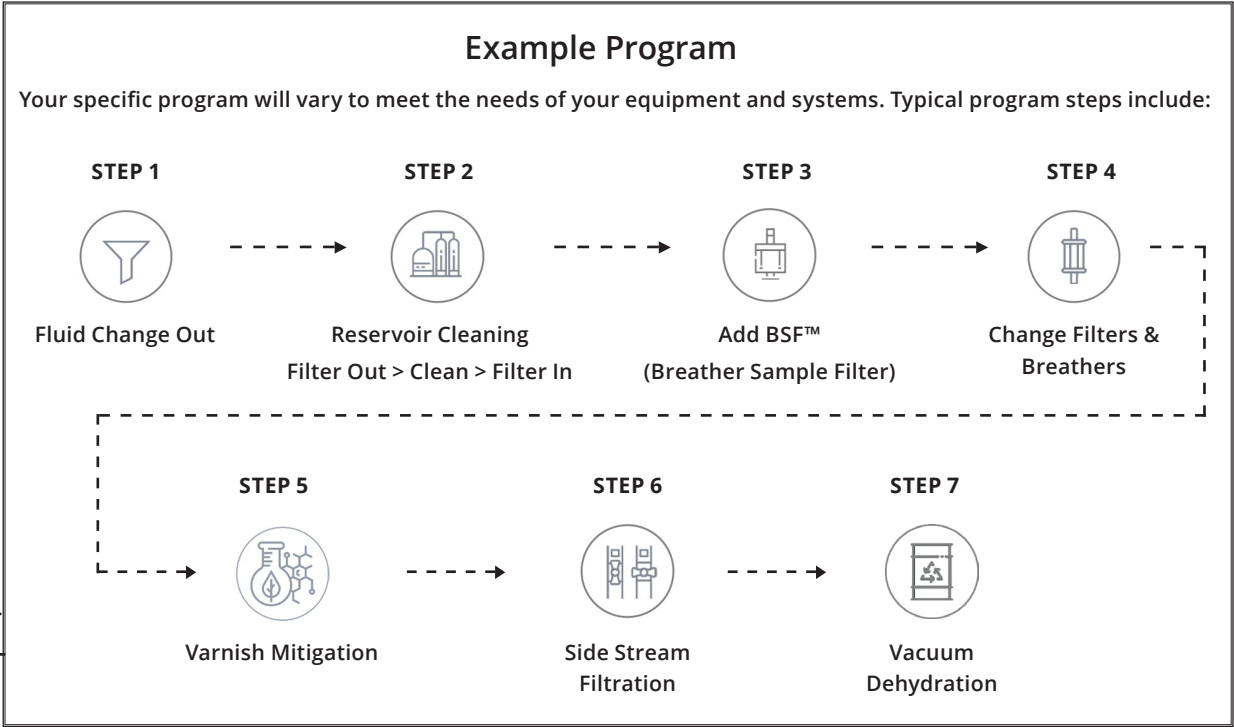 Example Program
Your specific program will vary to meet the needs of your equipment and systems. Typical program steps include:
STEP 1
Fluid Change Out
STEP 2
Reservoir Cleaning
Filter Out > Clean > Filter In
STEP 3
Add BSF™
(Breather Sample Filter)
STEP 4
Change Filters &
Breathers
STEP 5
Varnish Mitigation
STEP 6
Side Stream
Filtration
STEP 7
Vacuum
Dehydration